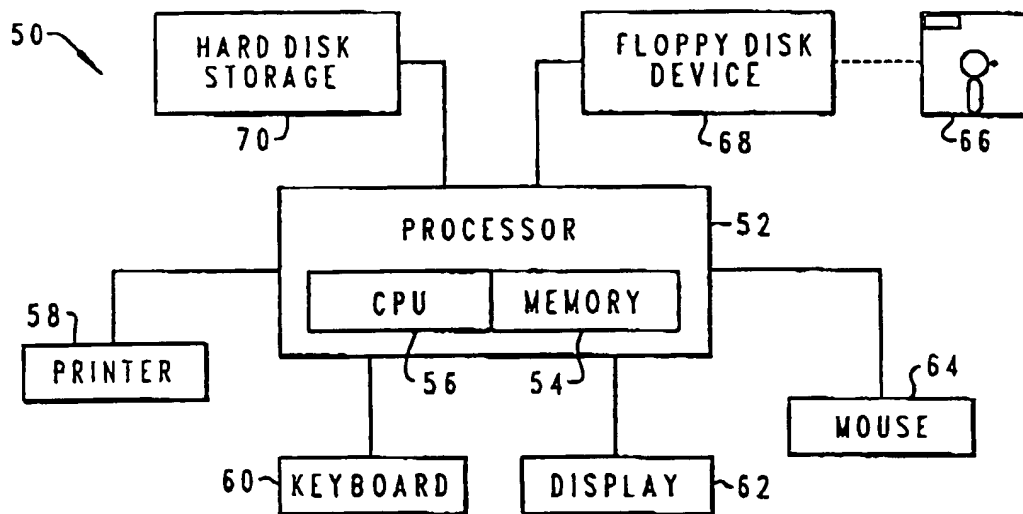 50
HARD DISK
STORAGE
70
FLOPPY DISK
DEVICE
68
66
PROCESSOR
52
CPU
MEMORY
56
54
58
PRINTER
64
MOUSE
60
KEYBOARD
DISPLAY
62